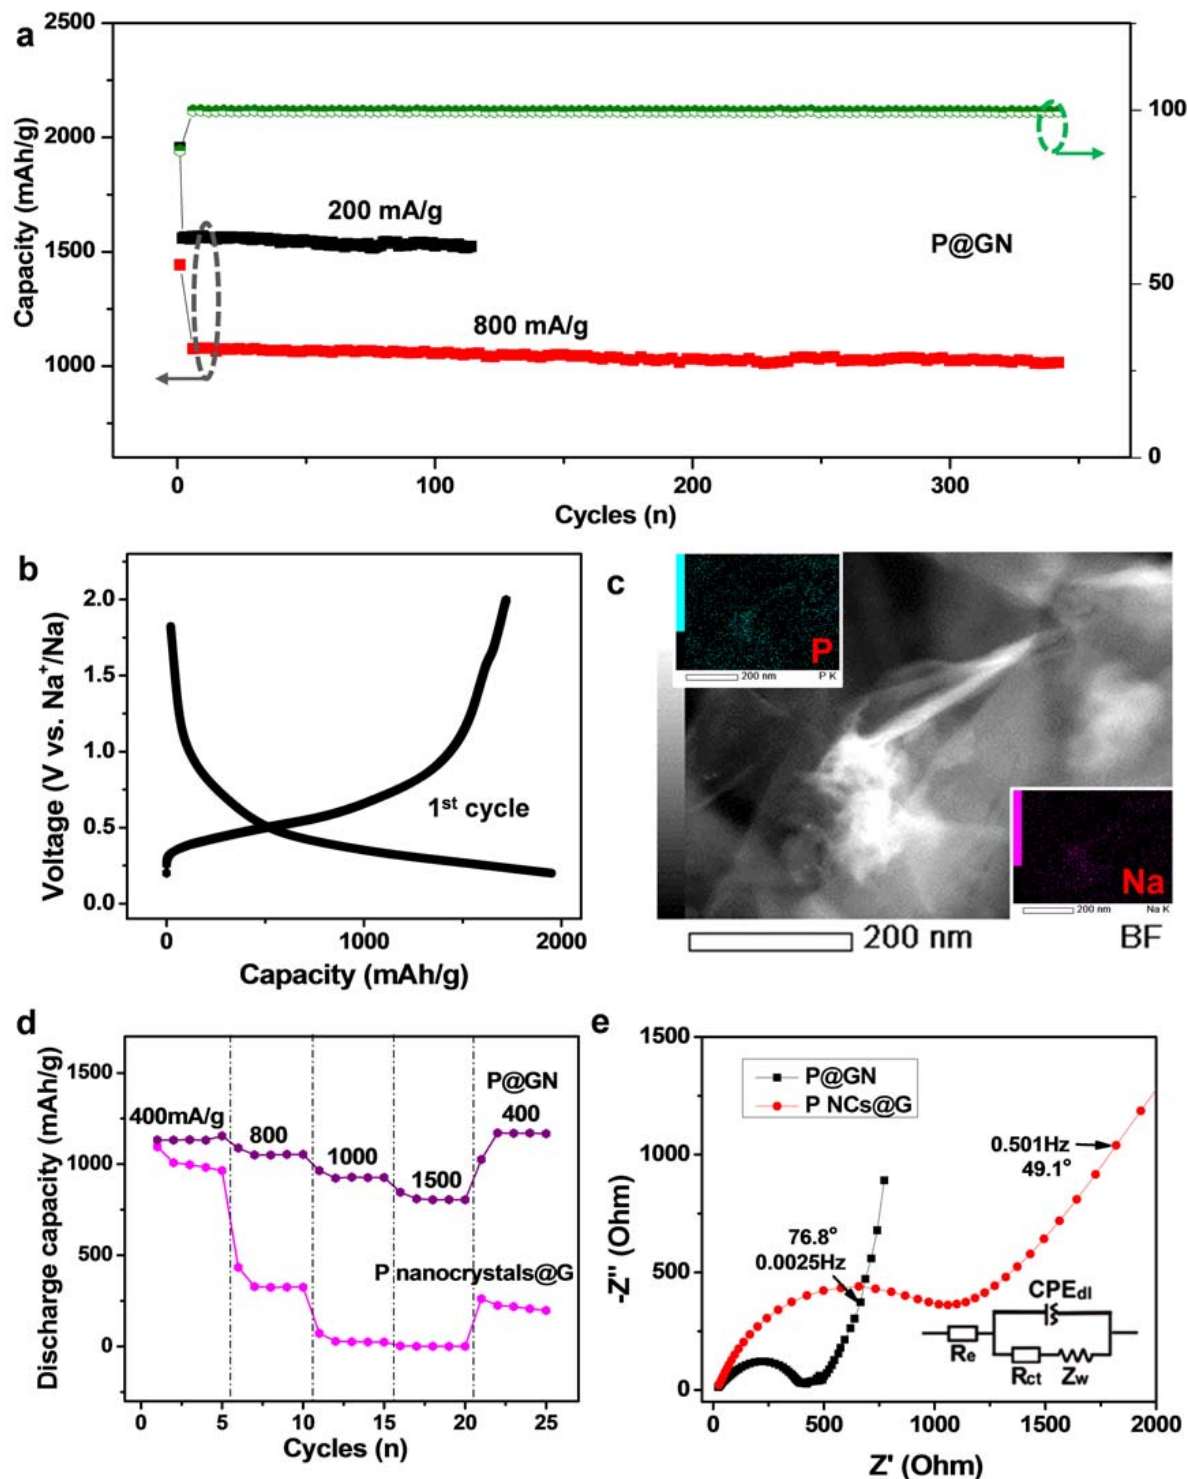 a
2500
2000
1500
1000
Capacity (mAh/g)
200 mA/g
800 mA/g
P@GN
100
50
0
0
100
200
300
Cycles (n)
b
2.0
1.5
1.0
0.5
0.0
Voltage (V vs. Na⁺/Na)
1ˢᵗ cycle
0
1000
2000
Capacity (mAh/g)
c
P
200 nm
P K
Na
200 nm
Na K
200 nm
BF
d
1500
1000
500
0
Discharge capacity (mAh/g)
400mA/g
800
1000
1500
P@GN
400
P nanocrystals@G
0
5
10
15
20
25
Cycles (n)
e
1500
1000
500
0
-Z'' (Ohm)
P@GN
P NCs@G
0.501Hz
49.1°
76.8°
0.0025Hz
CPEdl
Re
Rct
Zw
0
500
1000
1500
2000
Z' (Ohm)